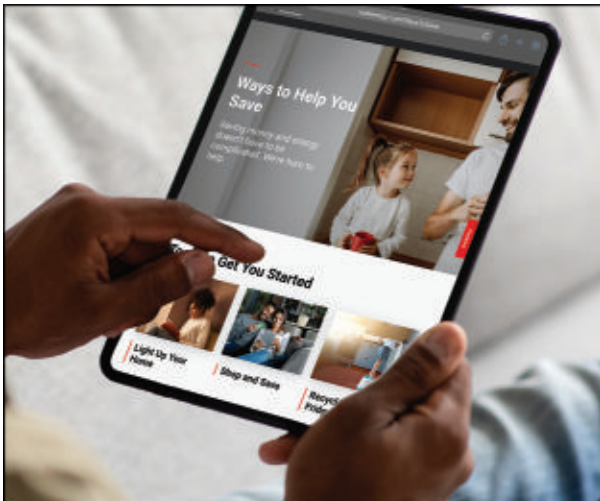 Ways to Help You
Save
Saving money and energy
doesn't have to be
complicated. We're here to
help.
Get You Started
Light Up Your
Home
Shop and Save
Recycl